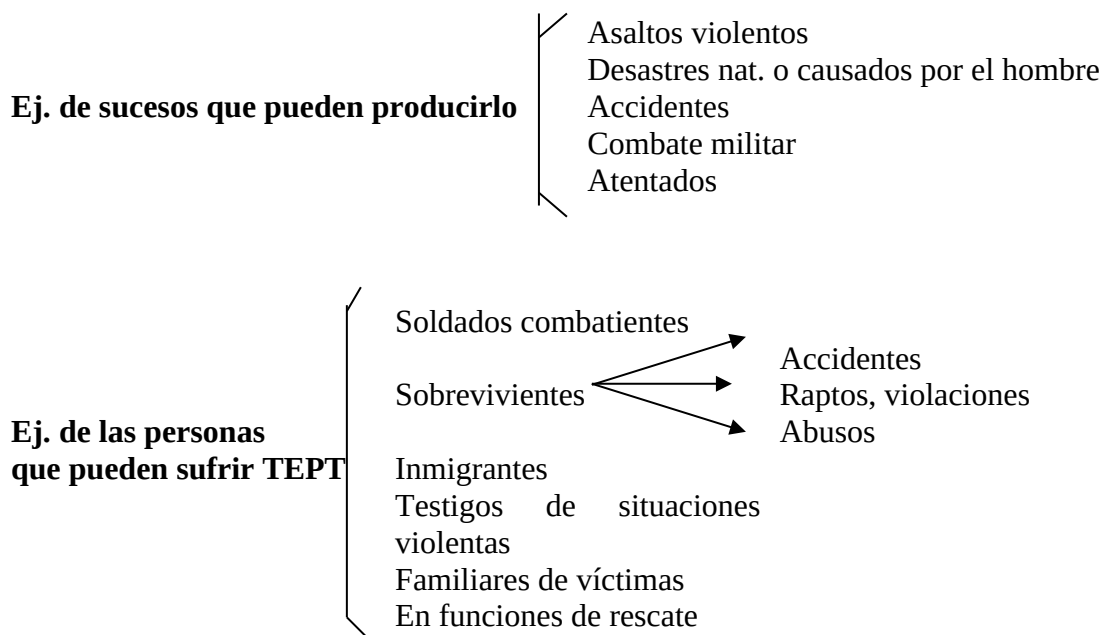 Asaltos violentos
Desastres nat. o causados por el hombre
Ej. de sucesos que pueden producirlo
Accidentes
Combate militar
Atentados
Soldados combatientes
Accidentes
Sobrevivientes
Raptos, violaciones
Abusos
Ej. de las personas
que pueden sufrir TEPT
Inmigrantes
Testigos de situaciones
violentas
Familiares de víctimas
En funciones de rescate